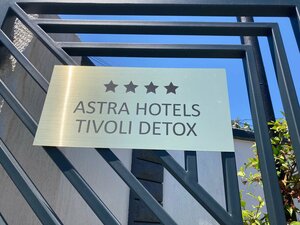 ★★★★
ASTRA HOTELS
TIVOLI DETOX